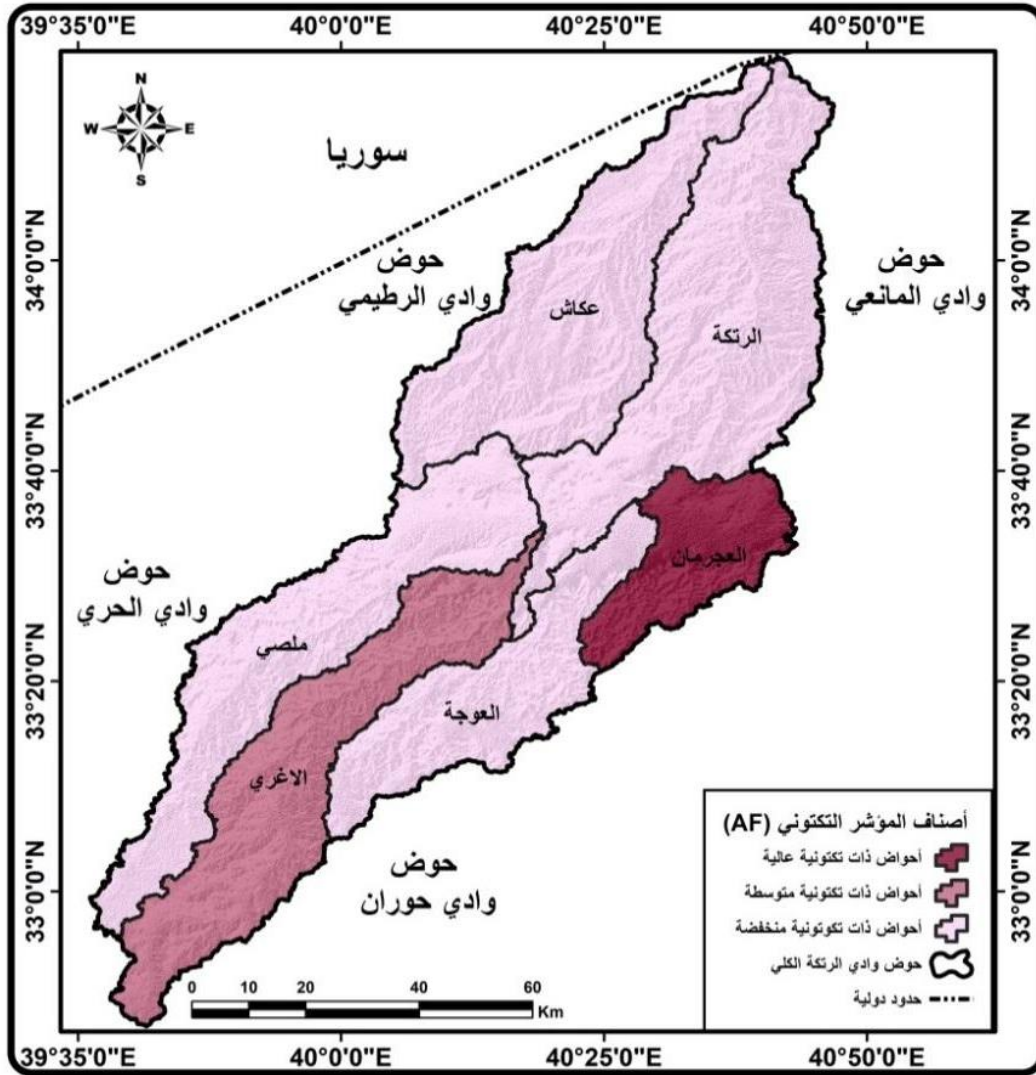 39°35'0"E
40°0'0"E
40°25'0"E
40°50'0"E
N
W
E
S
سوريا
34°0'0"N
34°0'0"N
حوض
وادي الرطيمي
حوض
وادي المانعي
عكاش
الرتكة
33°40'0"N
33°40'0"N
العجرمان
حوض
وادي الحري
ملصي
33°20'0"N
33°20'0"N
العوجة
الاغري
حوض
وادي حوران
33°0'0"N
33°0'0"N
أصناف المؤشر التكتوني (AF)
أحواض ذات تكتونية عالية
أحواض ذات تكتونية متوسطة
أحواض ذات تكوتونية منخفضة
حوض وادي الرتكة الكلي
حدود دولية
0 10 20 40 60
Km
39°35'0"E
40°0'0"E
40°25'0"E
40°50'0"E